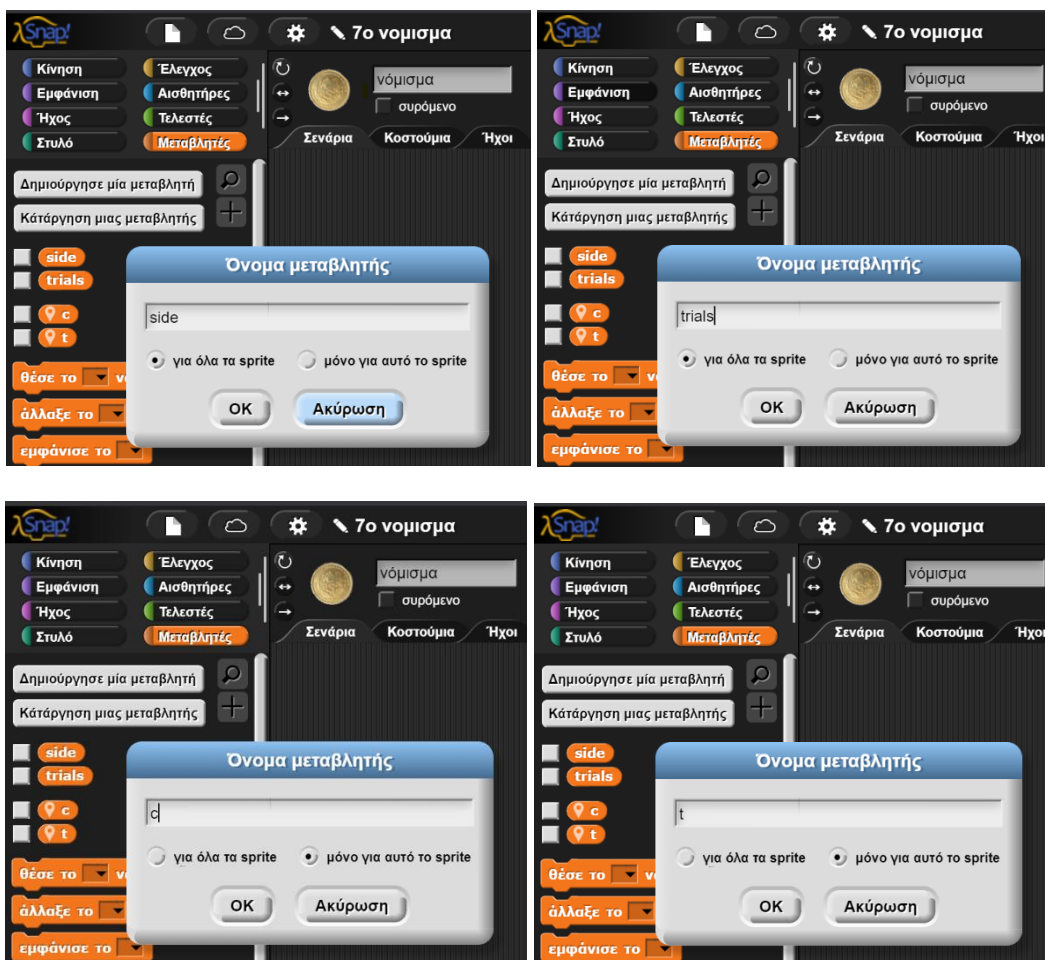 λSnap! 7ο νομισμα
Κίνηση Έλεγχος
Εμφάνιση Αισθητήρες
Ήχος Τελεστές
Στυλό Μεταβλητές
νόμισμα
συρόμενο
Σενάρια Κοστούμια Ήχοι
Δημιούργησε μία μεταβλητή
Κάτάργηση μιας μεταβλητής
side
trials
c
t
θέσε το
άλλαξε το
εμφάνισε το
Όνομα μεταβλητής
side
για όλα τα sprite μόνο για αυτό το sprite
OK Ακύρωση
λSnap! 7ο νομισμα
Κίνηση Έλεγχος
Εμφάνιση Αισθητήρες
Ήχος Τελεστές
Στυλό Μεταβλητές
νόμισμα
συρόμενο
Σενάρια Κοστούμια Ήχοι
Δημιούργησε μία μεταβλητή
Κάτάργηση μιας μεταβλητής
side
trials
c
t
θέσε το
άλλαξε το
εμφάνισε το
Όνομα μεταβλητής
trials
για όλα τα sprite μόνο για αυτό το sprite
OK Ακύρωση
λSnap! 7ο νομισμα
Κίνηση Έλεγχος
Εμφάνιση Αισθητήρες
Ήχος Τελεστές
Στυλό Μεταβλητές
νόμισμα
συρόμενο
Σενάρια Κοστούμια Ήχοι
Δημιούργησε μία μεταβλητή
Κάτάργηση μιας μεταβλητής
side
trials
c
t
θέσε το
άλλαξε το
εμφάνισε το
Όνομα μεταβλητής
c
για όλα τα sprite μόνο για αυτό το sprite
OK Ακύρωση
λSnap! 7ο νομισμα
Κίνηση Έλεγχος
Εμφάνιση Αισθητήρες
Ήχος Τελεστές
Στυλό Μεταβλητές
νόμισμα
συρόμενο
Σενάρια Κοστούμια Ήχοι
Δημιούργησε μία μεταβλητή
Κάτάργηση μιας μεταβλητής
side
trials
c
t
θέσε το
άλλαξε το
εμφάνισε το
Όνομα μεταβλητής
t
για όλα τα sprite μόνο για αυτό το sprite
OK Ακύρωση